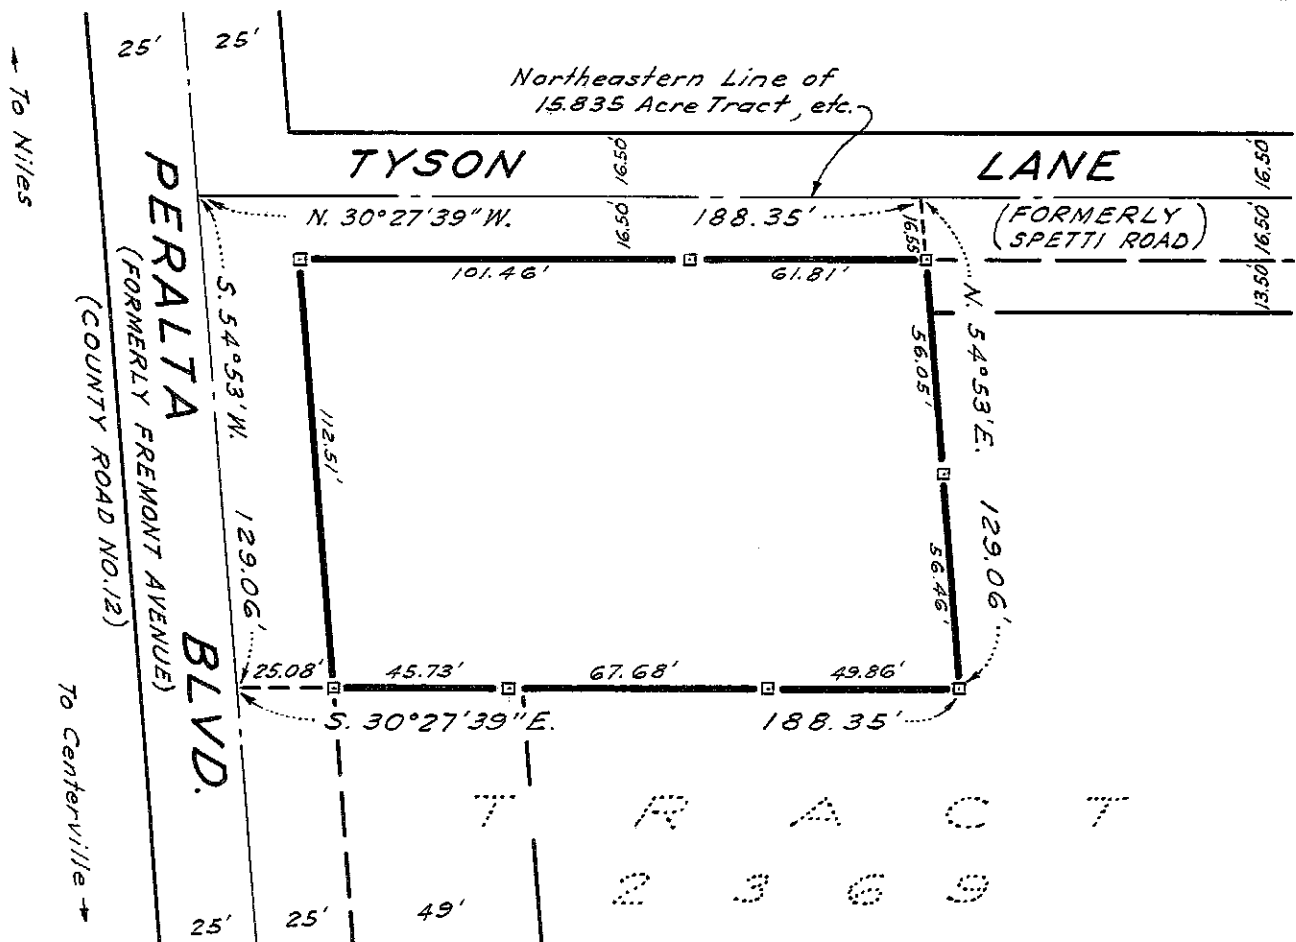 25' 25'
← To Niles
Northeastern Line of
15.835 Acre Tract, etc.
TYSON LANE
16.50' 16.50'
16.50' 16.50'
13.50'
(FORMERLY
SPETTI ROAD)
N. 30°27'39" W. 188.35'
16.55'
101.46' 61.81'
PERALTA BLVD.
(FORMERLY FREMONT AVENUE)
(COUNTY ROAD NO.12)
S. 54°53' W. 129.06'
112.51'
56.05'
56.46'
N. 54°53' E. 129.06'
25.08' 45.73' 67.68' 49.86'
S. 30°27'39" E. 188.35'
To Centerville →
TRACT
2369
25' 25' 49'